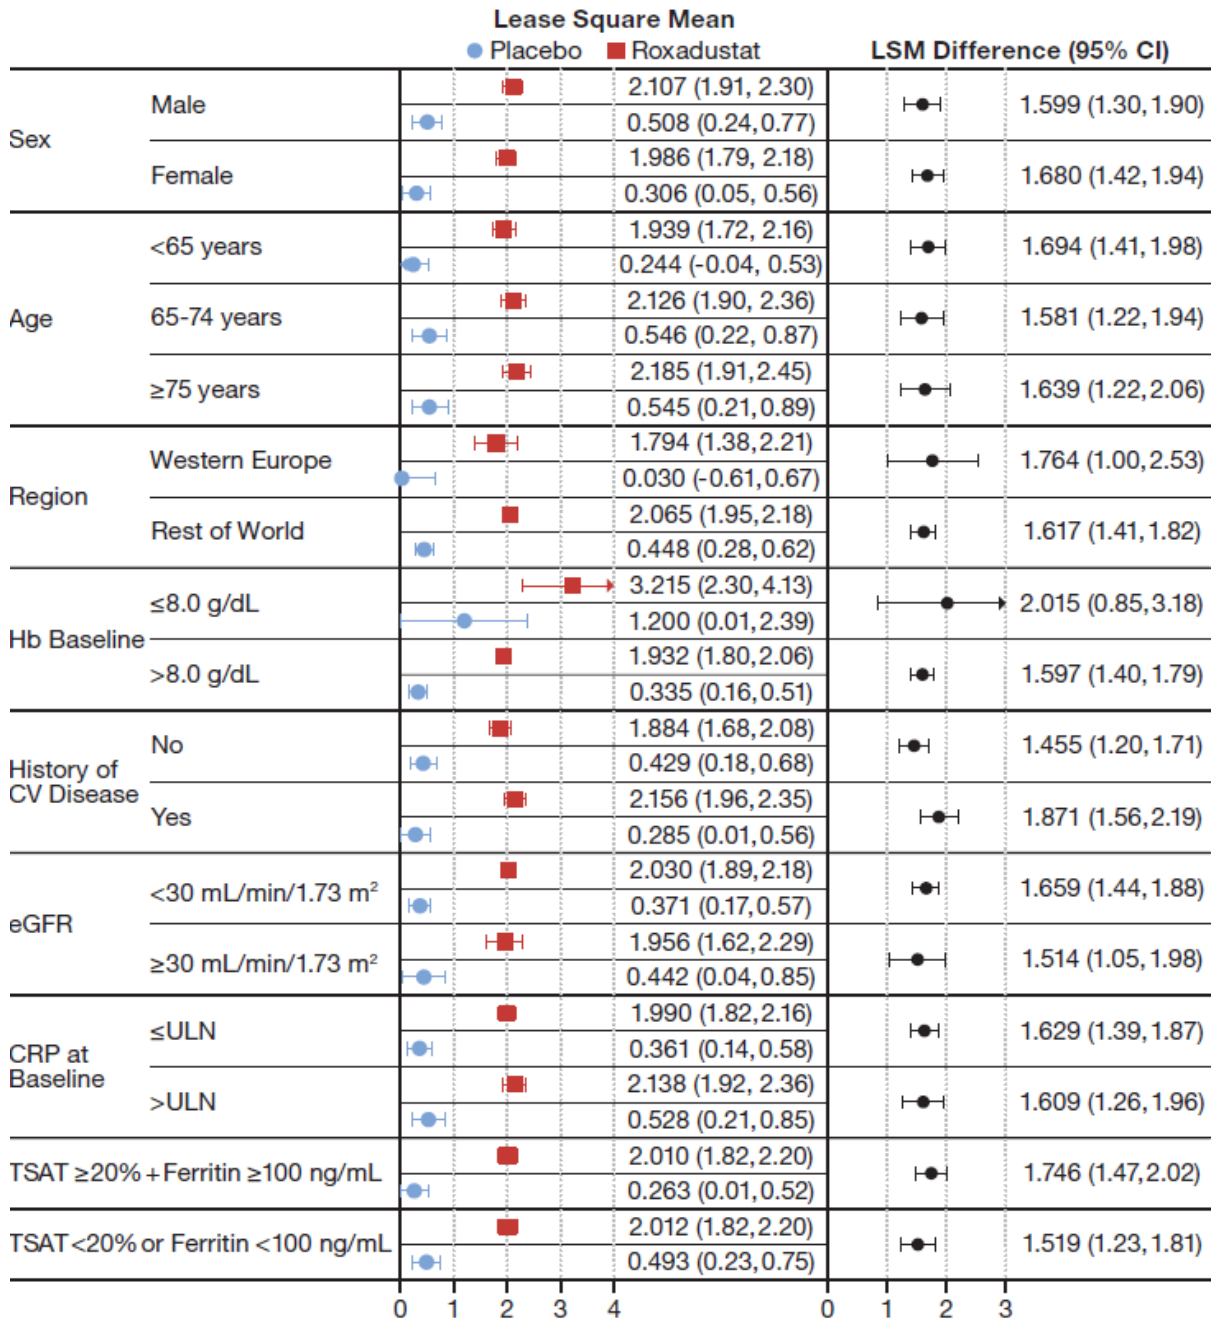 Lease Square Mean
Placebo Roxadustat LSM Difference (95% CI)
Sex
Male
2.107 (1.91, 2.30)
0.508 (0.24, 0.77)
1.599 (1.30, 1.90)
Female
1.986 (1.79, 2.18)
0.306 (0.05, 0.56)
1.680 (1.42, 1.94)
Age
<65 years
1.939 (1.72, 2.16)
0.244 (-0.04, 0.53)
1.694 (1.41, 1.98)
65-74 years
2.126 (1.90, 2.36)
0.546 (0.22, 0.87)
1.581 (1.22, 1.94)
≥75 years
2.185 (1.91, 2.45)
0.545 (0.21, 0.89)
1.639 (1.22, 2.06)
Region
Western Europe
1.794 (1.38, 2.21)
0.030 (-0.61, 0.67)
1.764 (1.00, 2.53)
Rest of World
2.065 (1.95, 2.18)
0.448 (0.28, 0.62)
1.617 (1.41, 1.82)
Hb Baseline
≤8.0 g/dL
3.215 (2.30, 4.13)
1.200 (0.01, 2.39)
2.015 (0.85, 3.18)
>8.0 g/dL
1.932 (1.80, 2.06)
0.335 (0.16, 0.51)
1.597 (1.40, 1.79)
History of
CV Disease
No
1.884 (1.68, 2.08)
0.429 (0.18, 0.68)
1.455 (1.20, 1.71)
Yes
2.156 (1.96, 2.35)
0.285 (0.01, 0.56)
1.871 (1.56, 2.19)
eGFR
<30 mL/min/1.73 m²
2.030 (1.89, 2.18)
0.371 (0.17, 0.57)
1.659 (1.44, 1.88)
≥30 mL/min/1.73 m²
1.956 (1.62, 2.29)
0.442 (0.04, 0.85)
1.514 (1.05, 1.98)
CRP at
Baseline
≤ULN
1.990 (1.82, 2.16)
0.361 (0.14, 0.58)
1.629 (1.39, 1.87)
>ULN
2.138 (1.92, 2.36)
0.528 (0.21, 0.85)
1.609 (1.26, 1.96)
TSAT ≥20% + Ferritin ≥100 ng/mL
2.010 (1.82, 2.20)
0.263 (0.01, 0.52)
1.746 (1.47, 2.02)
TSAT <20% or Ferritin <100 ng/mL
2.012 (1.82, 2.20)
0.493 (0.23, 0.75)
1.519 (1.23, 1.81)
0 1 2 3 4 0 1 2 3